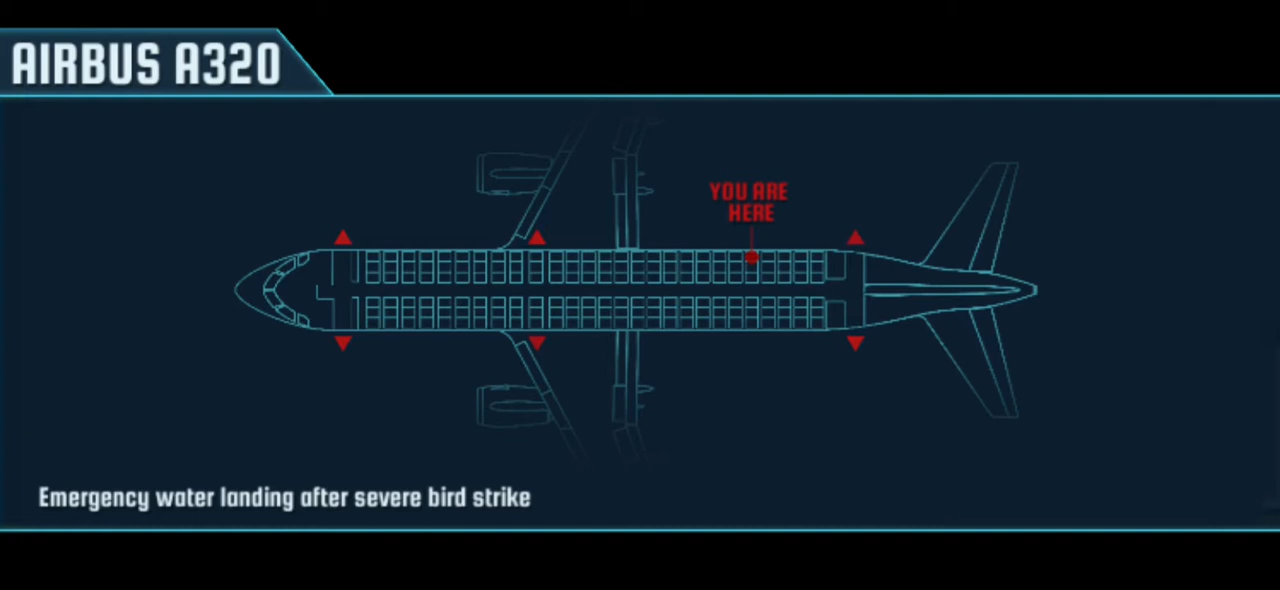 AIRBUS A320
YOU ARE
HERE
Emergency water landing after severe bird strike